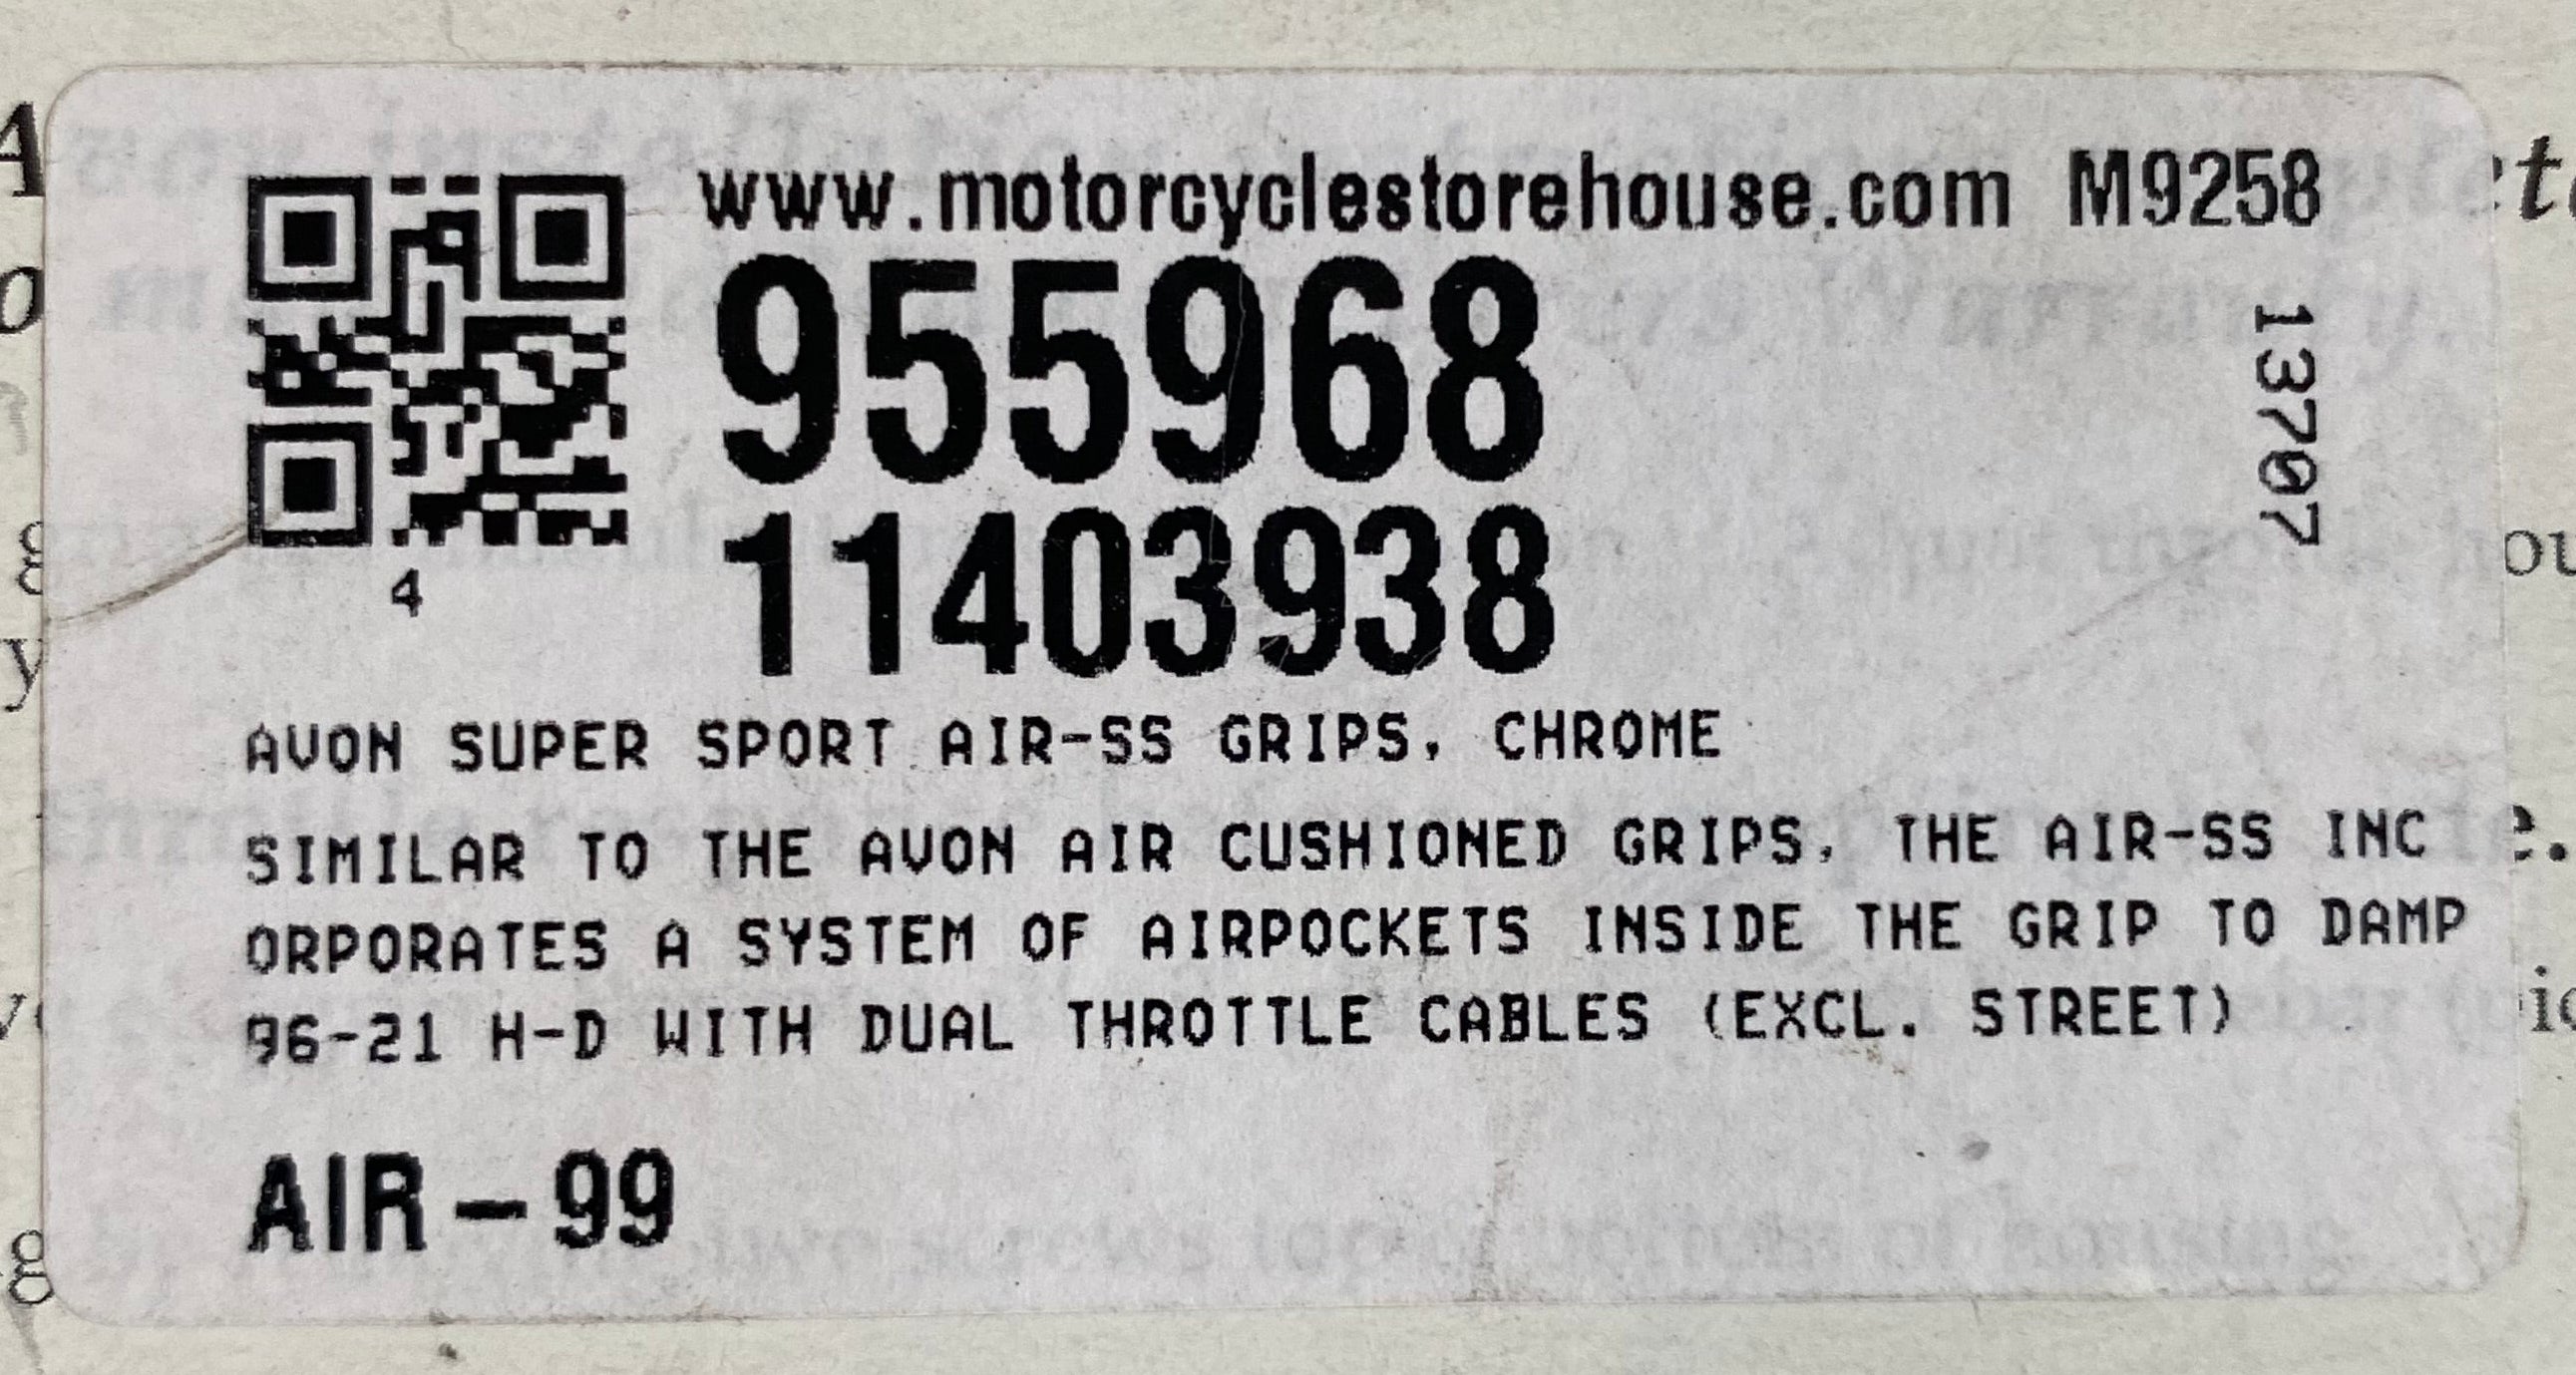 www.motorcyclestorehouse.com M9258
955968
13707
11403938
4
AVON SUPER SPORT AIR-SS GRIPS, CHROME
SIMILAR TO THE AVON AIR CUSHIONED GRIPS, THE AIR-SS INC
ORPORATES A SYSTEM OF AIRPOCKETS INSIDE THE GRIP TO DAMP
96-21 H-D WITH DUAL THROTTLE CABLES (EXCL. STREET)
AIR-99